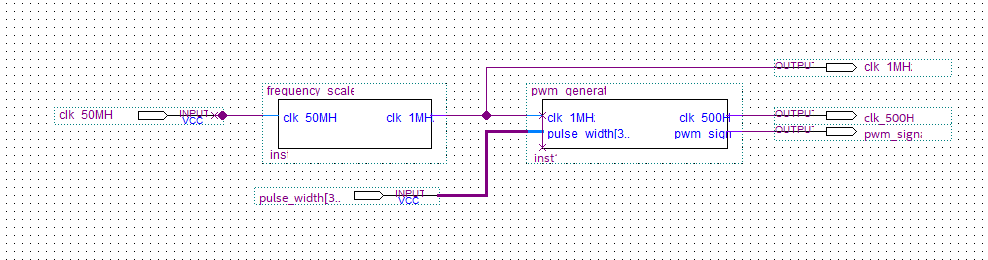 OUTPUT
clk_1MH
frequency_scale
pwm_generat
clk_50MH
INPUT
VCC
clk_50MH
clk_1MH
clk_1MH
clk_500H
OUTPUT
clk_500H
pulse_width[3..
pwm_sign
OUTPUT
pwm_signa
inst
inst
pulse_width[3..
INPUT
VCC